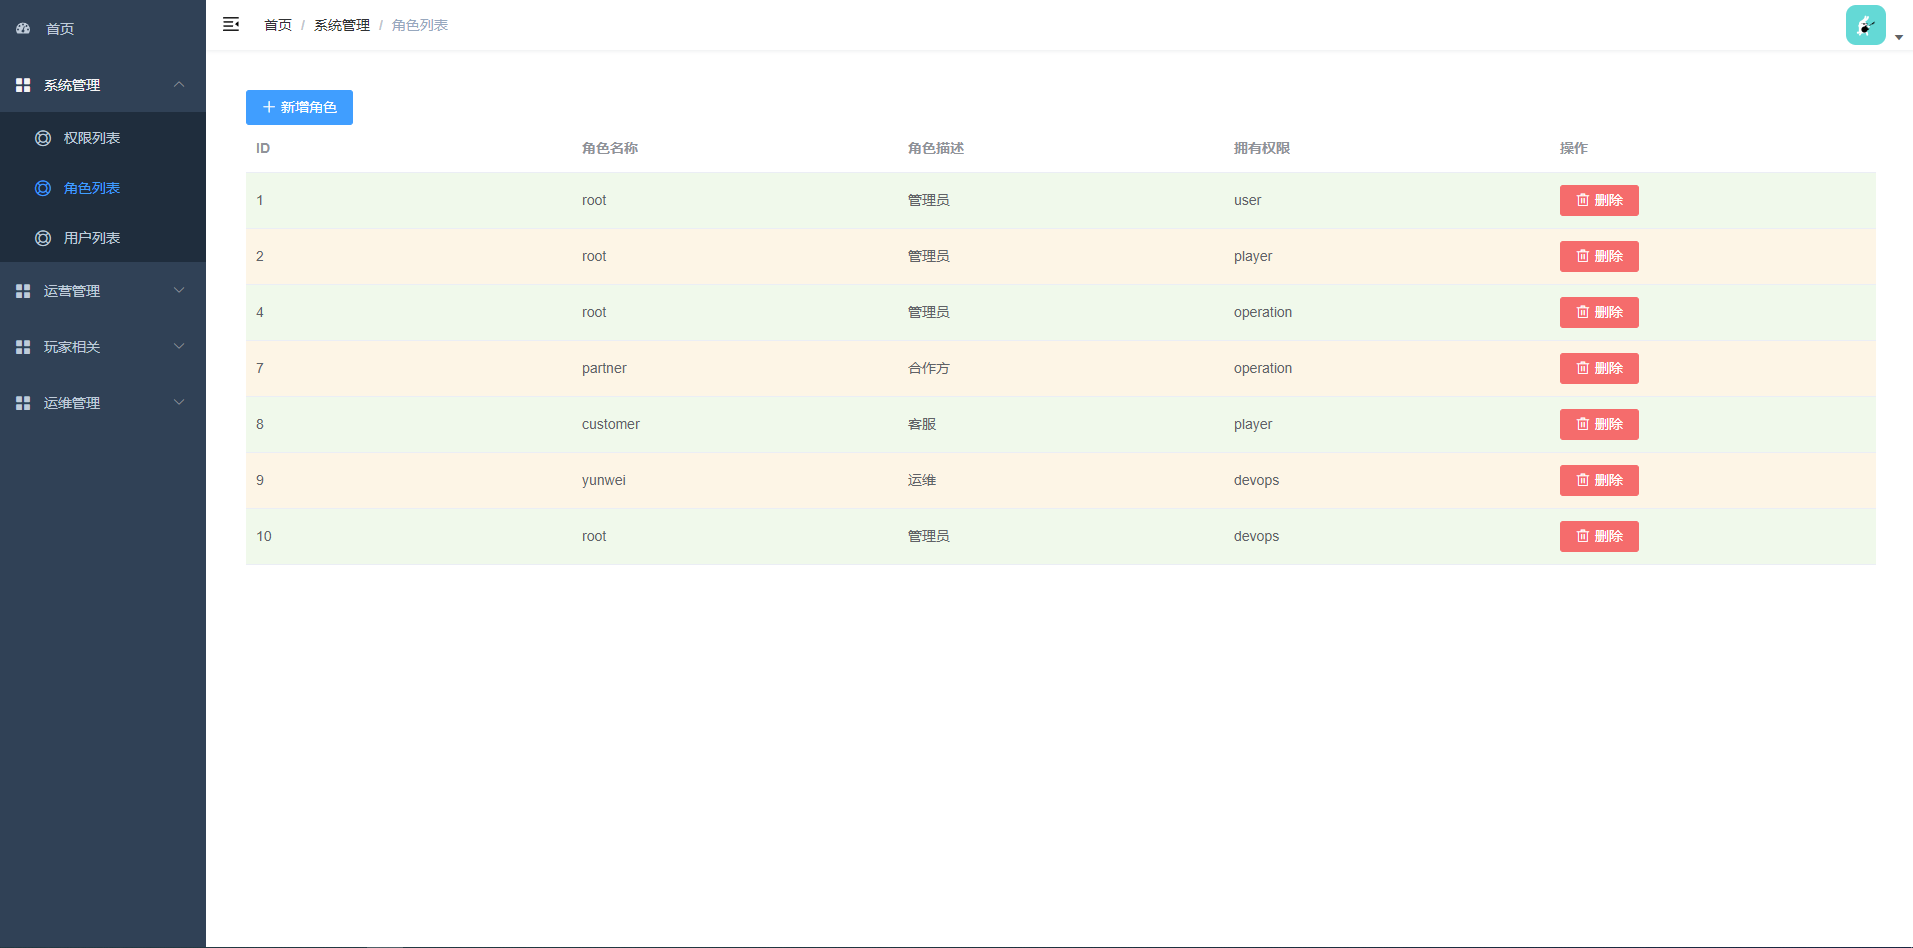 首页
系统管理
权限列表
角色列表
用户列表
运营管理
玩家相关
运维管理
首页 / 系统管理 / 角色列表
新增角色
ID 角色名称 角色描述 拥有权限 操作
1 root 管理员 user 删除
2 root 管理员 player 删除
4 root 管理员 operation 删除
7 partner 合作方 operation 删除
8 customer 客服 player 删除
9 yunwei 运维 devops 删除
10 root 管理员 devops 删除